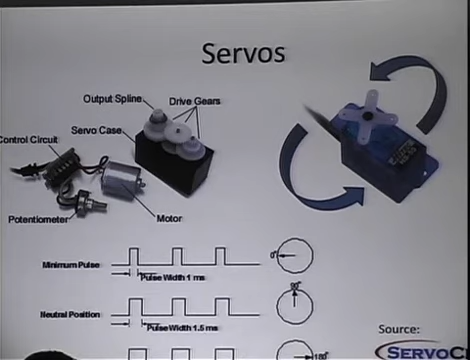 Servos
Output Spline
Drive Gears
Servo Case
Control Circuit
Potentiometer
Motor
Minimum Pulse
Pulse Width 1 ms
0°
Neutral Position
Pulse Width 1.5 ms
90°
180°
Source:
SERVOC